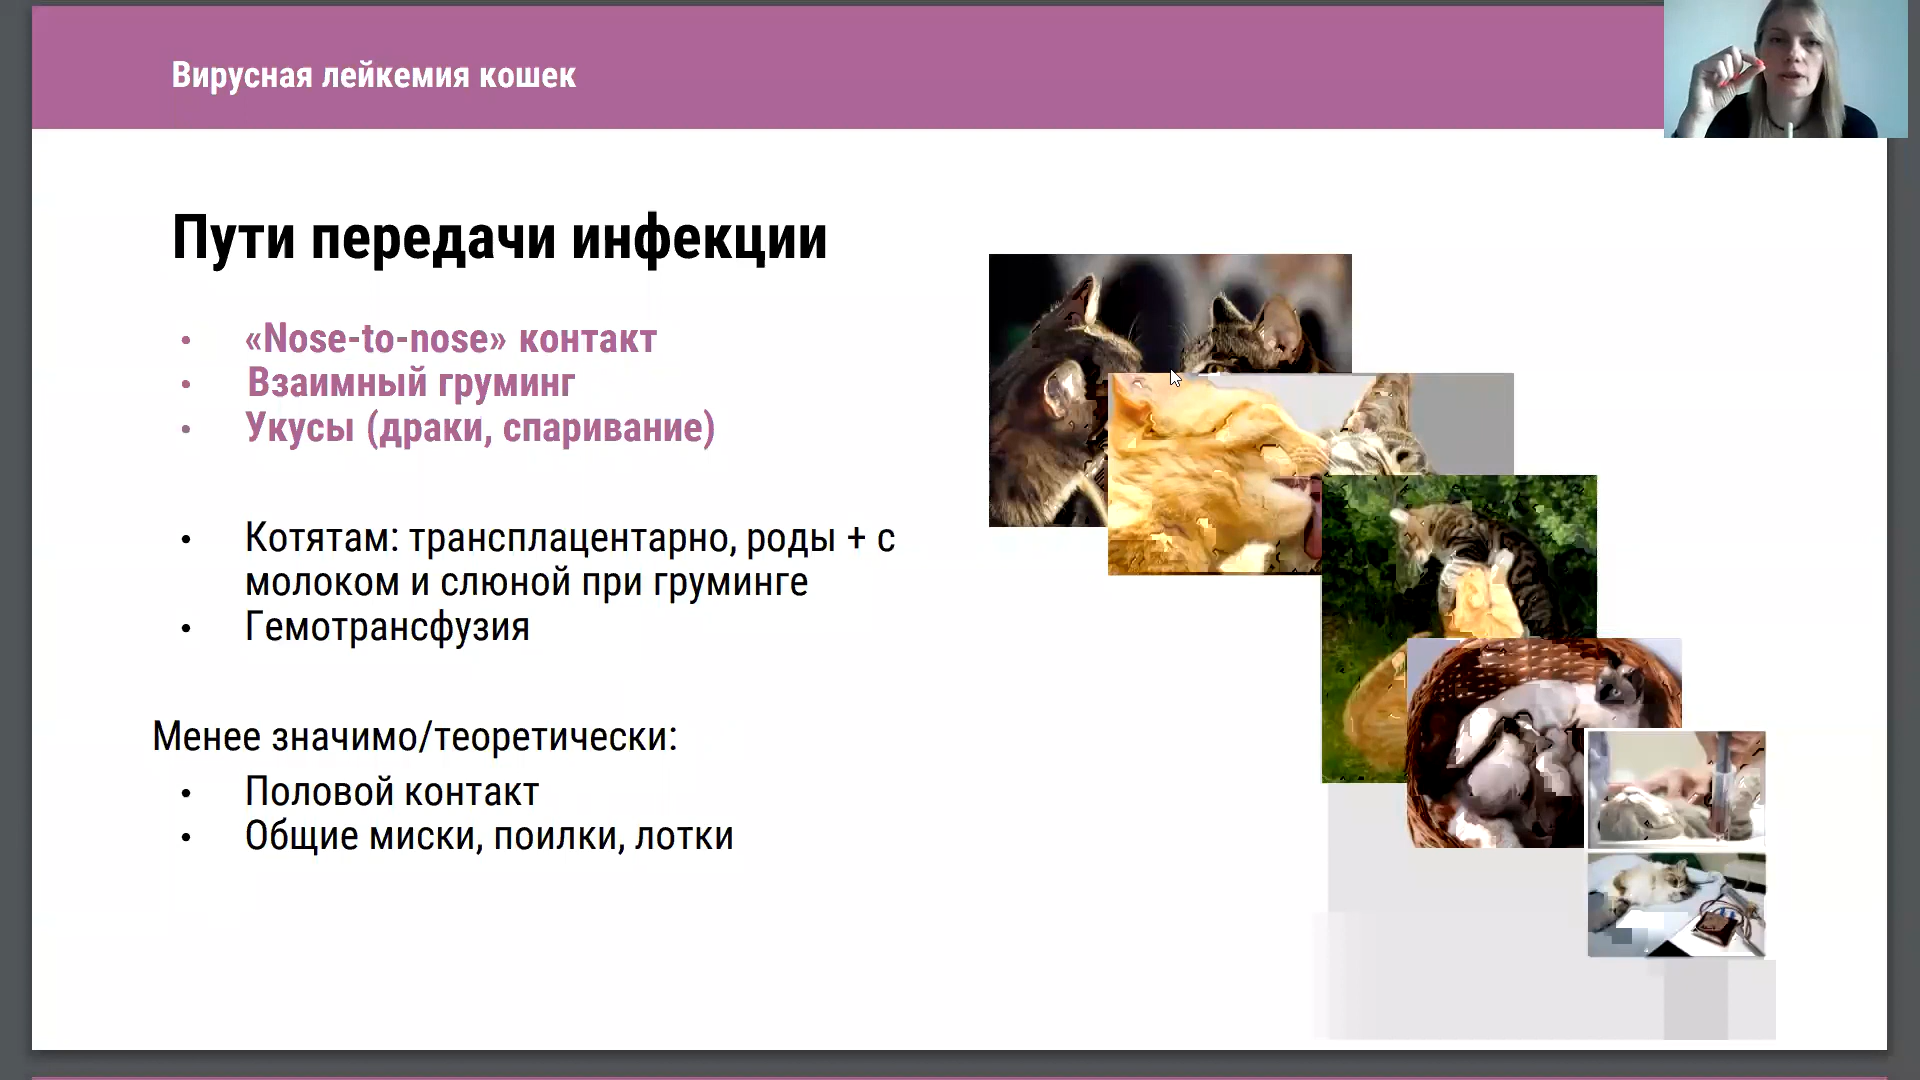 Вирусная лейкемия кошек
Пути передачи инфекции
• «Nose-to-nose» контакт
• Взаимный груминг
• Укусы (драки, спаривание)
• Котятам: трансплацентарно, роды + с
молоком и слюной при груминге
• Гемотрансфузия
Менее значимо/теоретически:
• Половой контакт
• Общие миски, поилки, лотки